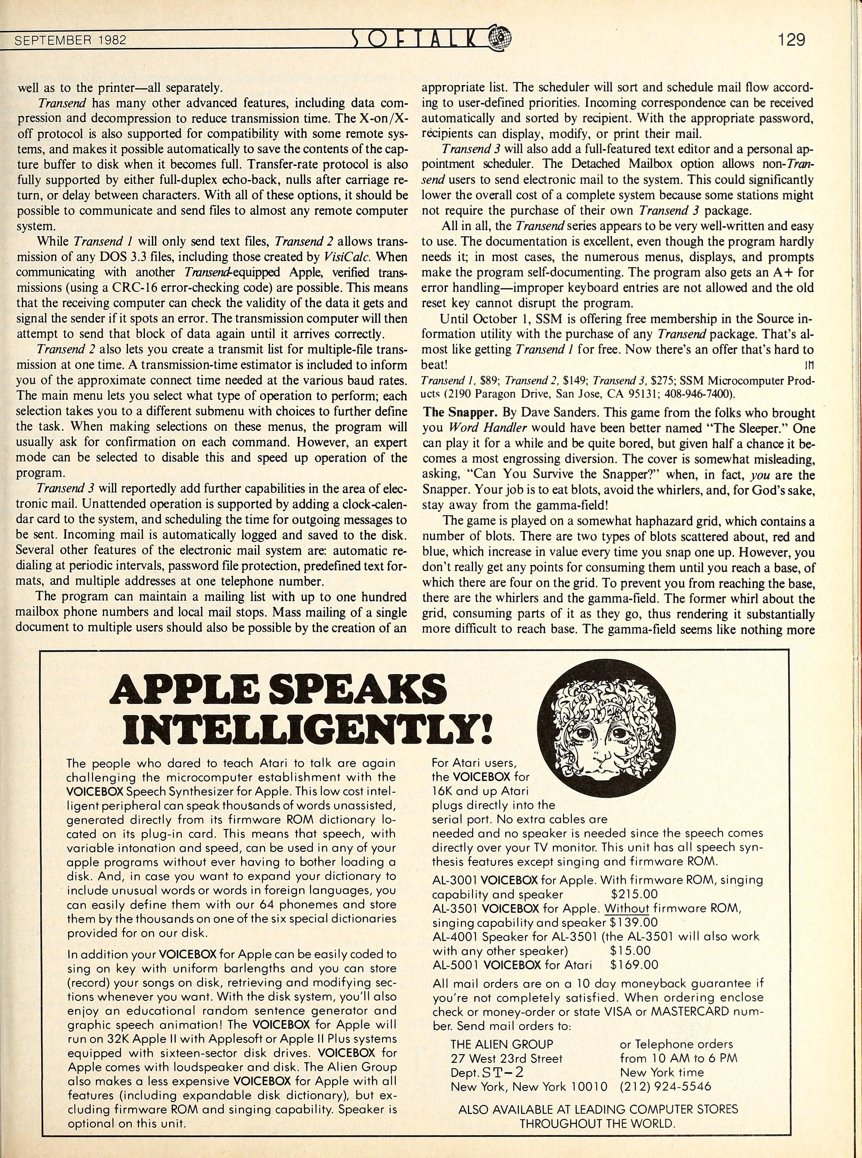 SEPTEMBER 1982
SOFTALK
129
well as to the printer—all separately.
Transend has many other advanced features, including data com-
pression and decompression to reduce transmission time. The X-on/X-
off protocol is also supported for compatibility with some remote sys-
tems, and makes it possible automatically to save the contents of the cap-
ture buffer to disk when it becomes full. Transfer-rate protocol is also
fully supported by either full-duplex echo-back, nulls after carriage re-
turn, or delay between characters. With all of these options, it should be
possible to communicate and send files to almost any remote computer
system.
While Transend 1 will only send text files, Transend 2 allows trans-
mission of any DOS 3.3 files, including those created by VisiCalc. When
communicating with another Transend-equipped Apple, verified trans-
missions (using a CRC-16 error-checking code) are possible. This means
that the receiving computer can check the validity of the data it gets and
signal the sender if it spots an error. The transmission computer will then
attempt to send that block of data again until it arrives correctly.
Transend 2 also lets you create a transmit list for multiple-file trans-
mission at one time. A transmission-time estimator is included to inform
you of the approximate connect time needed at the various baud rates.
The main menu lets you select what type of operation to perform; each
selection takes you to a different submenu with choices to further define
the task. When making selections on these menus, the program will
usually ask for confirmation on each command. However, an expert
mode can be selected to disable this and speed up operation of the
program.
Transend 3 will reportedly add further capabilities in the area of elec-
tronic mail. Unattended operation is supported by adding a clock-calen-
dar card to the system, and scheduling the time for outgoing messages to
be sent. Incoming mail is automatically logged and saved to the disk.
Several other features of the electronic mail system are: automatic re-
dialing at periodic intervals, password file protection, predefined text for-
mats, and multiple addresses at one telephone number.
The program can maintain a mailing list with up to one hundred
mailbox phone numbers and local mail stops. Mass mailing of a single
document to multiple users should also be possible by the creation of an
appropriate list. The scheduler will sort and schedule mail flow accord-
ing to user-defined priorities. Incoming correspondence can be received
automatically and sorted by recipient. With the appropriate password,
recipients can display, modify, or print their mail.
Transend 3 will also add a full-featured text editor and a personal ap-
pointment scheduler. The Detached Mailbox option allows non-Tran-
send users to send electronic mail to the system. This could significantly
lower the overall cost of a complete system because some stations might
not require the purchase of their own Transend 3 package.
All in all, the Transend series appears to be very well-written and easy
to use. The documentation is excellent, even though the program hardly
needs it; in most cases, the numerous menus, displays, and prompts
make the program self-documenting. The program also gets an A+ for
error handling—improper keyboard entries are not allowed and the old
reset key cannot disrupt the program.
Until October 1, SSM is offering free membership in the Source in-
formation utility with the purchase of any Transend package. That's al-
most like getting Transend 1 for free. Now there's an offer that's hard to
beat!
Transend 1, $89; Transend 2, $149; Transend 3, $275; SSM Microcomputer Prod-
ucts (2190 Paragon Drive, San Jose, CA 95131; 408-946-7400).
The Snapper. By Dave Sanders. This game from the folks who brought
you Word Handler would have been better named "The Sleeper." One
can play it for a while and be quite bored, but given half a chance it be-
comes a most engrossing diversion. The cover is somewhat misleading,
asking, "Can You Survive the Snapper?" when, in fact, you are the
Snapper. Your job is to eat blots, avoid the whirlers, and, for God's sake,
stay away from the gamma-field!
The game is played on a somewhat haphazard grid, which contains a
number of blots. There are two types of blots scattered about, red and
blue, which increase in value every time you snap one up. However, you
don't really get any points for consuming them until you reach a base, of
which there are four on the grid. To prevent you from reaching the base,
there are the whirlers and the gamma-field. The former whirl about the
grid, consuming parts of it as they go, thus rendering it substantially
more difficult to reach base. The gamma-field seems like nothing more
APPLE SPEAKS
INTELLIGENTLY!
The people who dared to teach Atari to talk are again
challenging the microcomputer establishment with the
VOICEBOX Speech Synthesizer for Apple. This low cost intel-
ligent peripheral can speak thousands of words unassisted,
generated directly from its firmware ROM dictionary lo-
cated on its plug-in card. This means that speech, with
variable intonation and speed, can be used in any of your
apple programs without ever having to bother loading a
disk. And, in case you want to expand your dictionary to
include unusual words or words in foreign languages, you
can easily define them with our 64 phonemes and store
them by the thousands on one of the six special dictionaries
provided for on our disk.
In addition your VOICEBOX for Apple can be easily coded to
sing on key with uniform barlengths and you can store
(record) your songs on disk, retrieving and modifying sec-
tions whenever you want. With the disk system, you'll also
enjoy an educational random sentence generator and
graphic speech animation! The VOICEBOX for Apple will
run on 32K Apple II with Applesoft or Apple II Plus systems
equipped with sixteen-sector disk drives. VOICEBOX for
Apple comes with loudspeaker and disk. The Alien Group
also makes a less expensive VOICEBOX for Apple with all
features (including expandable disk dictionary), but ex-
cluding firmware ROM and singing capability. Speaker is
optional on this unit.
For Atari users,
the VOICEBOX for
16K and up Atari
plugs directly into the
serial port. No extra cables are
needed and no speaker is needed since the speech comes
directly over your TV monitor. This unit has all speech syn-
thesis features except singing and firmware ROM.
AL-3001 VOICEBOX for Apple. With firmware ROM, singing
capability and speaker $215.00
AL-3501 VOICEBOX for Apple. Without firmware ROM,
singing capability and speaker $139.00
AL-4001 Speaker for AL-3501 (the AL-3501 will also work
with any other speaker) $15.00
AL-5001 VOICEBOX for Atari $169.00
All mail orders are on a 10 day moneyback guarantee if
you're not completely satisfied. When ordering enclose
check or money-order or state VISA or MASTERCARD num-
ber. Send mail orders to:
THE ALIEN GROUP
27 West 23rd Street
Dept. ST-2
New York, New York 10010
or Telephone orders
from 10 AM to 6 PM
New York time
(212) 924-5546
ALSO AVAILABLE AT LEADING COMPUTER STORES
THROUGHOUT THE WORLD.